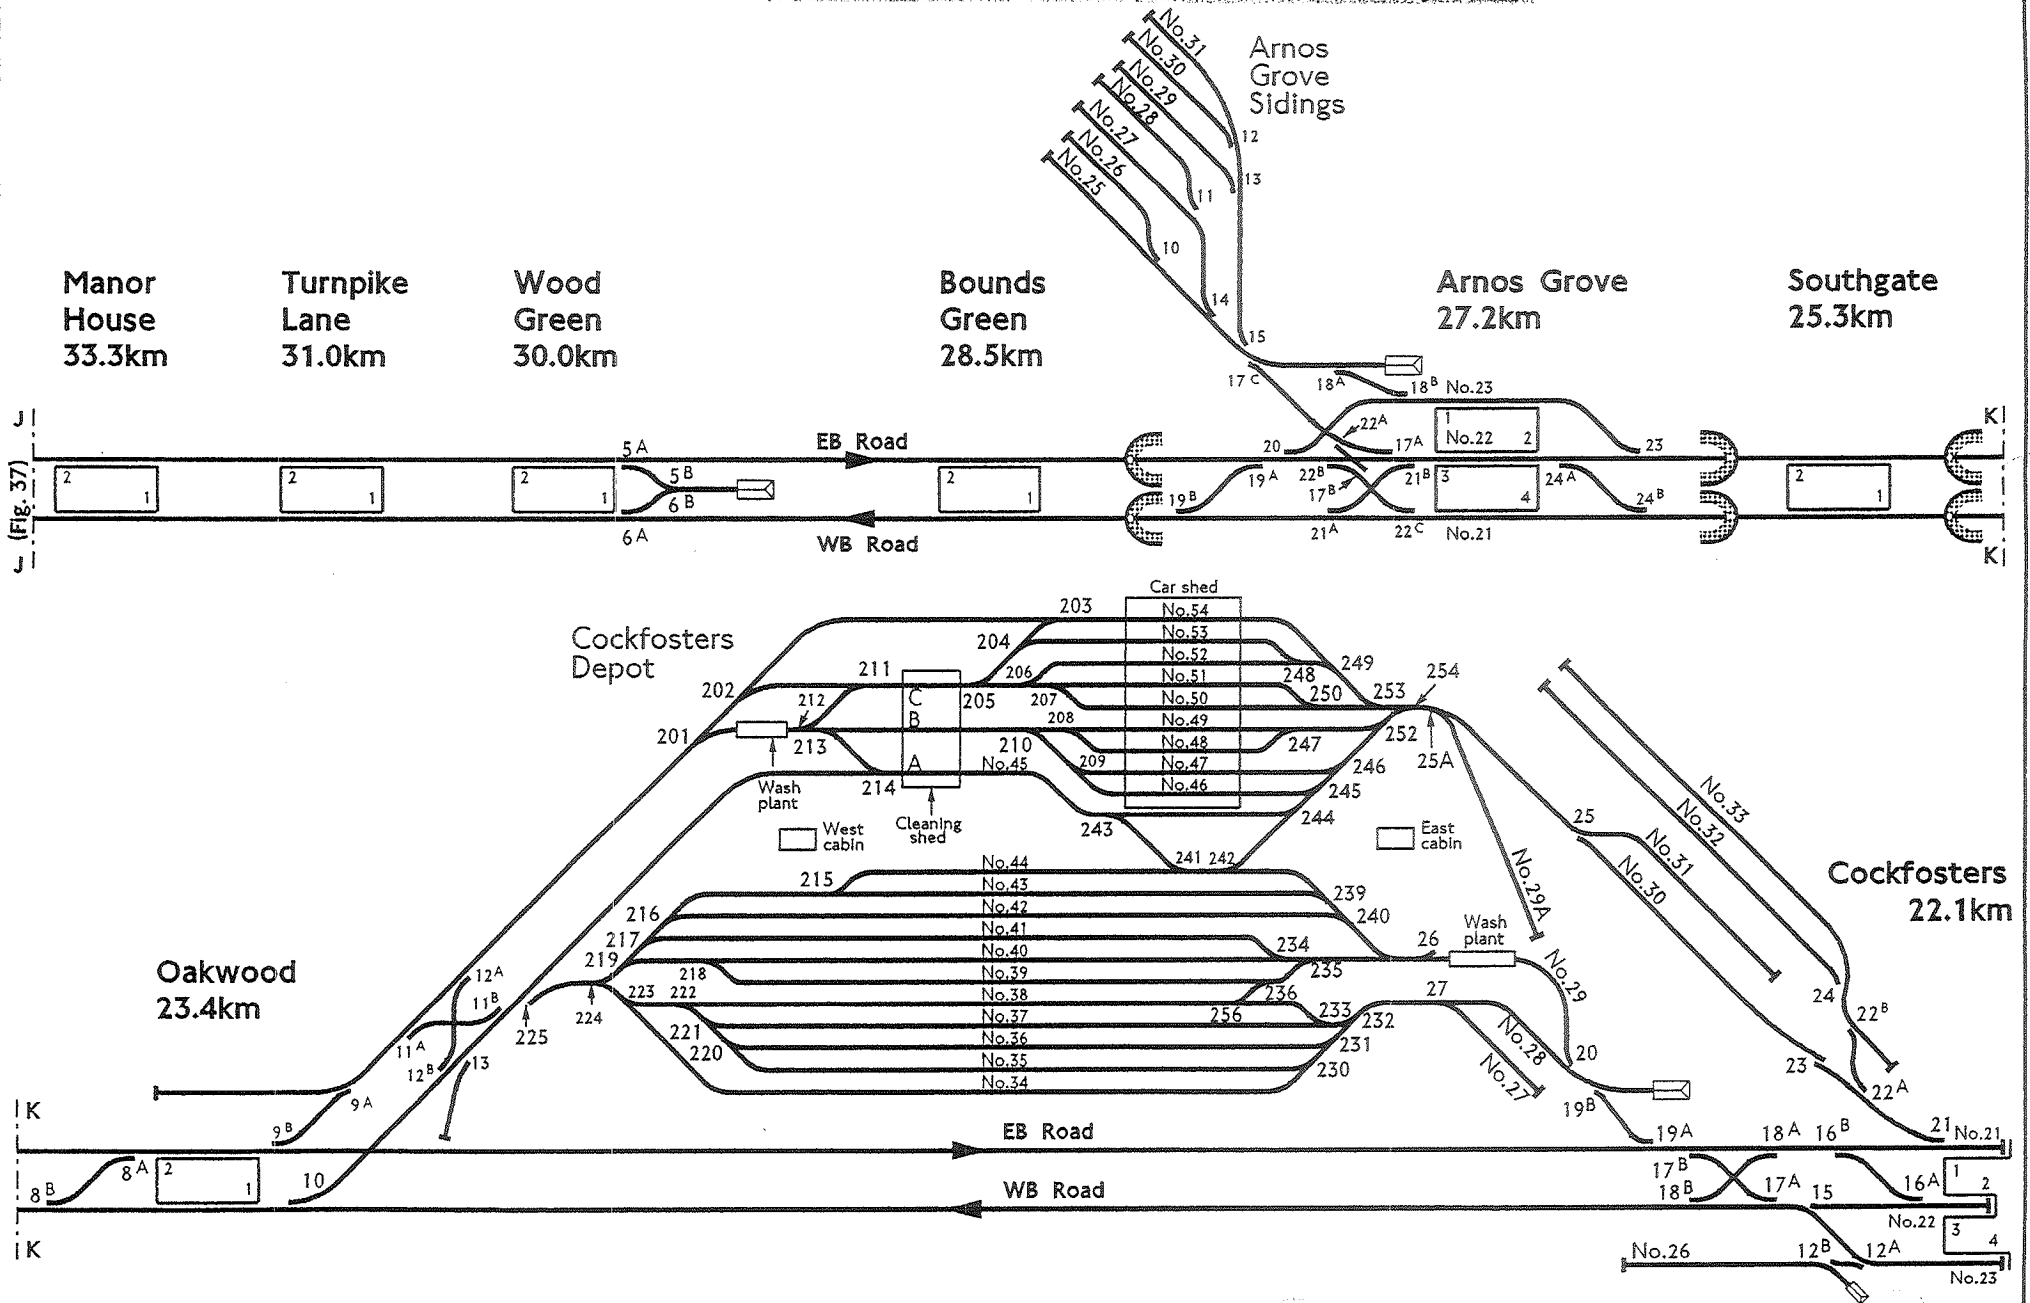 No.31
No.30
No.29
No.28
No.27
No.26
No.25
Arnos
Grove
Sidings
12
13
11
10
14
15
Manor
House
33.3km
Turnpike
Lane
31.0km
Wood
Green
30.0km
Bounds
Green
28.5km
Arnos Grove
27.2km
Southgate
25.3km
17C
18A
18B
No.23
J
(Fig. 37)
J
5A
5B
6B
6A
EB Road
WB Road
20
22A
17A
1
No.22
2
23
19B
19A
22B
17B
21B
21A
22C
3
4
24A
24B
No.21
2
1
2
1
2
1
2
1
2
1
K
K
Cockfosters
Depot
Car shed
203
No.54
204
No.53
206
No.52
211
No.51
248
249
254
202
212
C
205
207
No.50
250
253
201
213
B
208
No.49
210
No.48
247
252
25A
A
No.45
209
No.47
246
214
No.46
245
Wash
plant
Cleaning
shed
243
244
West
cabin
East
cabin
25
No.33
No.32
No.31
No.30
No.29A
Cockfosters
22.1km
241
242
No.44
215
No.43
239
216
No.42
240
217
No.41
234
26
Wash
plant
219
No.40
218
No.39
235
No.29
223
222
No.38
236
27
224
256
233
225
221
No.37
232
220
No.36
231
No.35
230
No.34
No.28
No.27
20
24
22B
23
22A
Oakwood
23.4km
12A
11B
11A
12B
13
9A
9B
K
8A
8B
2
1
10
EB Road
WB Road
19B
19A
18A
16B
21
No.21
17B
18B
17A
15
16A
1
2
No.22
3
4
No.26
12B
12A
No.23
K